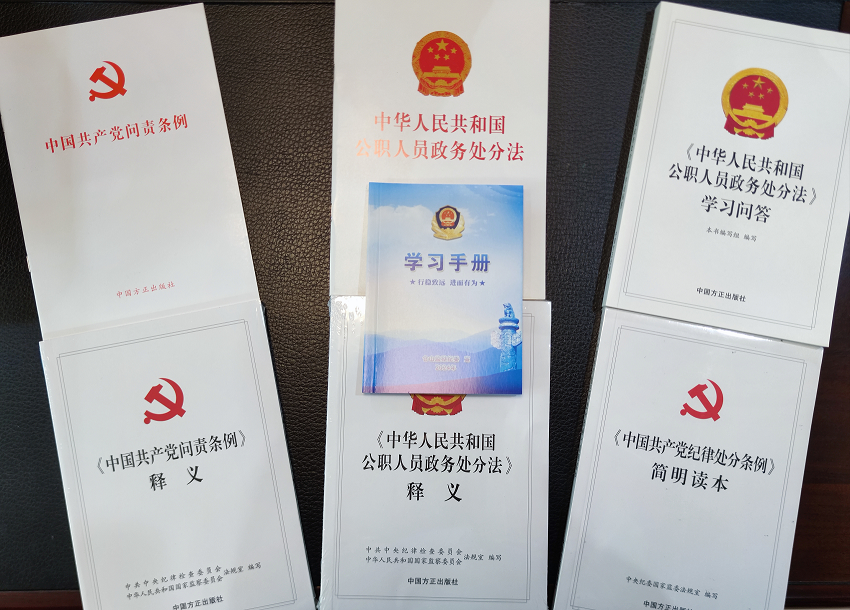 中国共产党问责条例
中国方正出版社
中华人民共和国
公职人员政务处分法
《中华人民共和国
公职人员政务处分法》
学习问答
本书编写组 编写
中国方正出版社
学习手册
★行稳致远 进而有为★
《中国共产党问责条例》
释 义
中共中央纪律检查委员会
中华人民共和国国家监察委员会
法规室 编写
中国方正出版社
《中华人民共和国
公职人员政务处分法》
释 义
中共中央纪律检查委员会
中华人民共和国国家监察委员会
法规室 编写
中国方正出版社
《中国共产党纪律处分条例》
简明读本
中央纪委国家监委法规室 编写
中国方正出版社